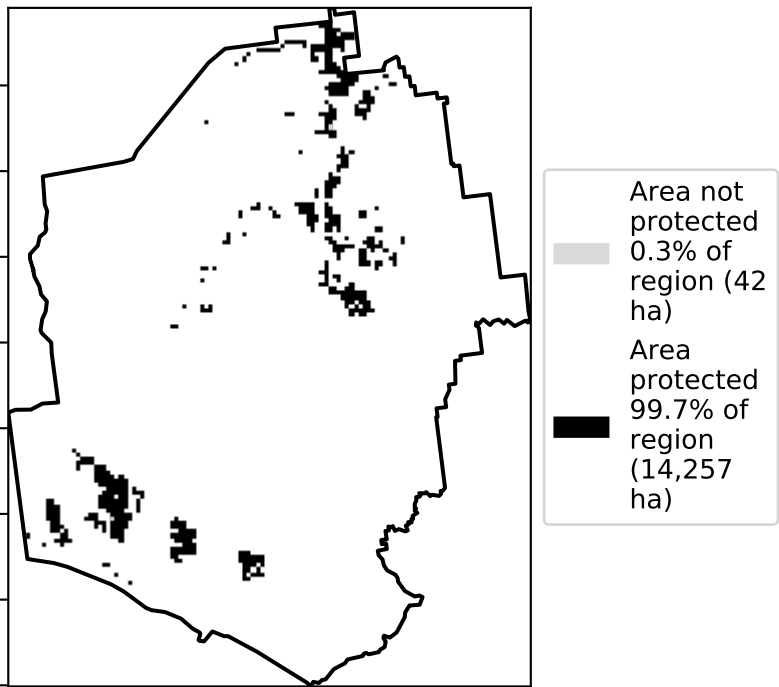 Area not
protected
0.3% of
region (42
ha)
Area
protected
99.7% of
region
(14,257
ha)